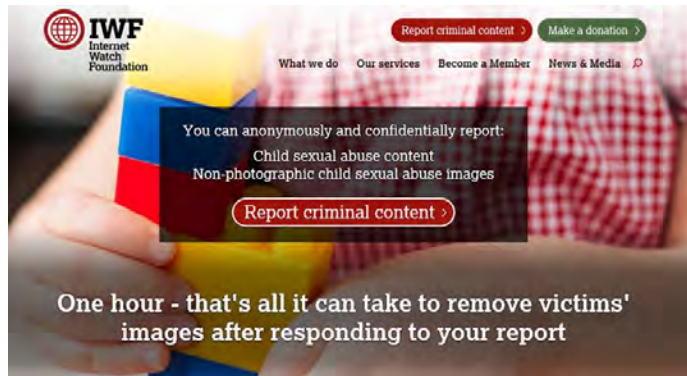 IWF
Internet
Watch
Foundation
Report criminal content >
Make a donation >
What we do Our services Become a Member News & Media
You can anonymously and confidentially report:
Child sexual abuse content
Non-photographic child sexual abuse images
Report criminal content >
One hour - that's all it can take to remove victims'
images after responding to your report